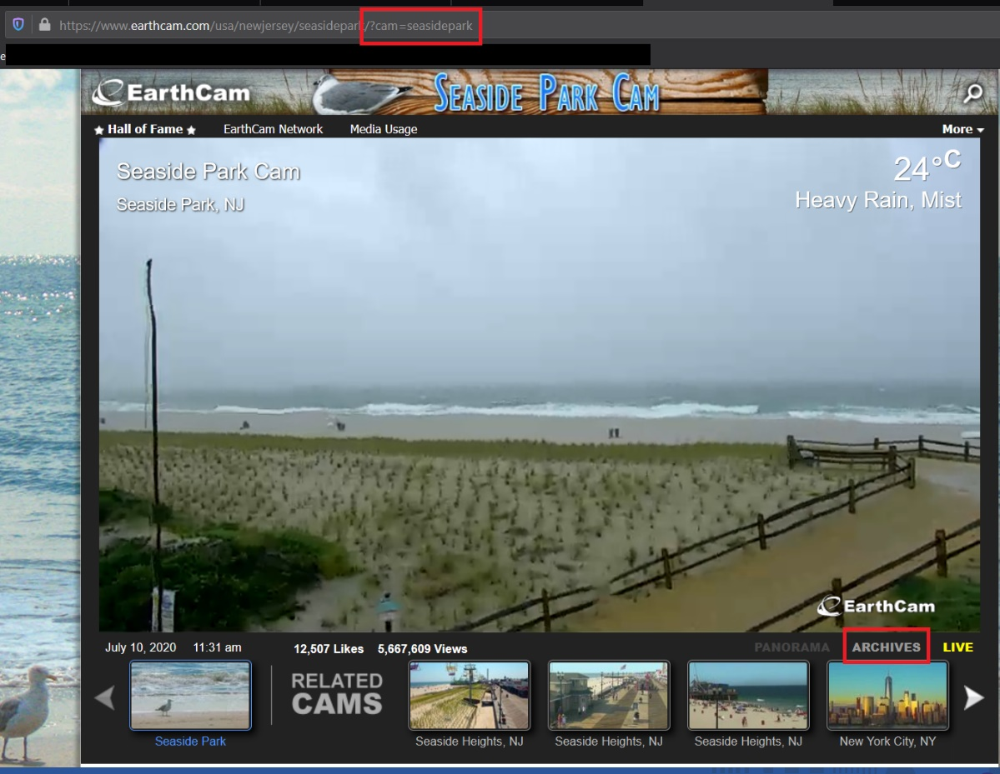 https://www.earthcam.com/usa/newjersey/seasidepark/?cam=seasidepark
e
EarthCam
SEASIDE PARK CAM
Hall of Fame
EarthCam Network
Media Usage
More
Seaside Park Cam
Seaside Park, NJ
24°C
Heavy Rain, Mist
EarthCam
July 10, 2020 11:31 am
12,507 Likes 5,667,609 Views
PANORAMA
ARCHIVES
LIVE
RELATED
CAMS
Seaside Park
Seaside Heights, NJ
Seaside Heights, NJ
Seaside Heights, NJ
New York City, NY